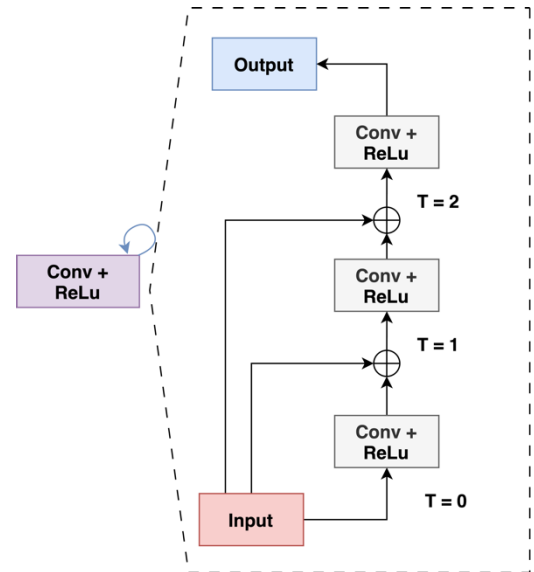 Output
Conv +
ReLu
T = 2
Conv +
ReLu
Conv +
ReLu
T = 1
Conv +
ReLu
T = 0
Input